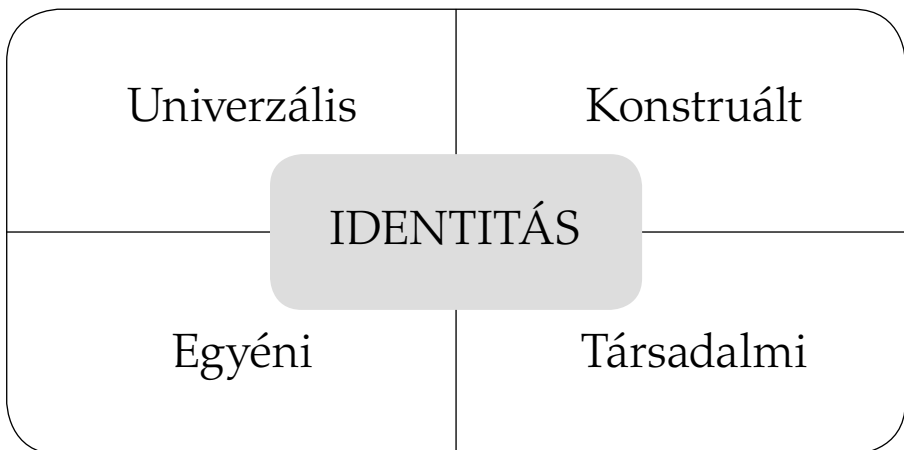 Univerzális
Konstruált
IDENTITÁS
Egyéni
Társadalmi